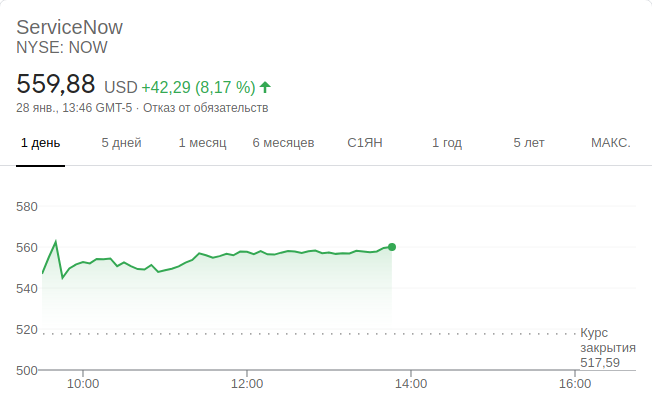 ServiceNow
NYSE: NOW
559,88 USD +42,29 (8,17 %)
28 янв., 13:46 GMT-5 · Отказ от обязательств
1 день 5 дней 1 месяц 6 месяцев С1ЯН 1 год 5 лет МАКС.
580
560
540
520
Курс
закрытия
517,59
500
10:00 12:00 14:00 16:00